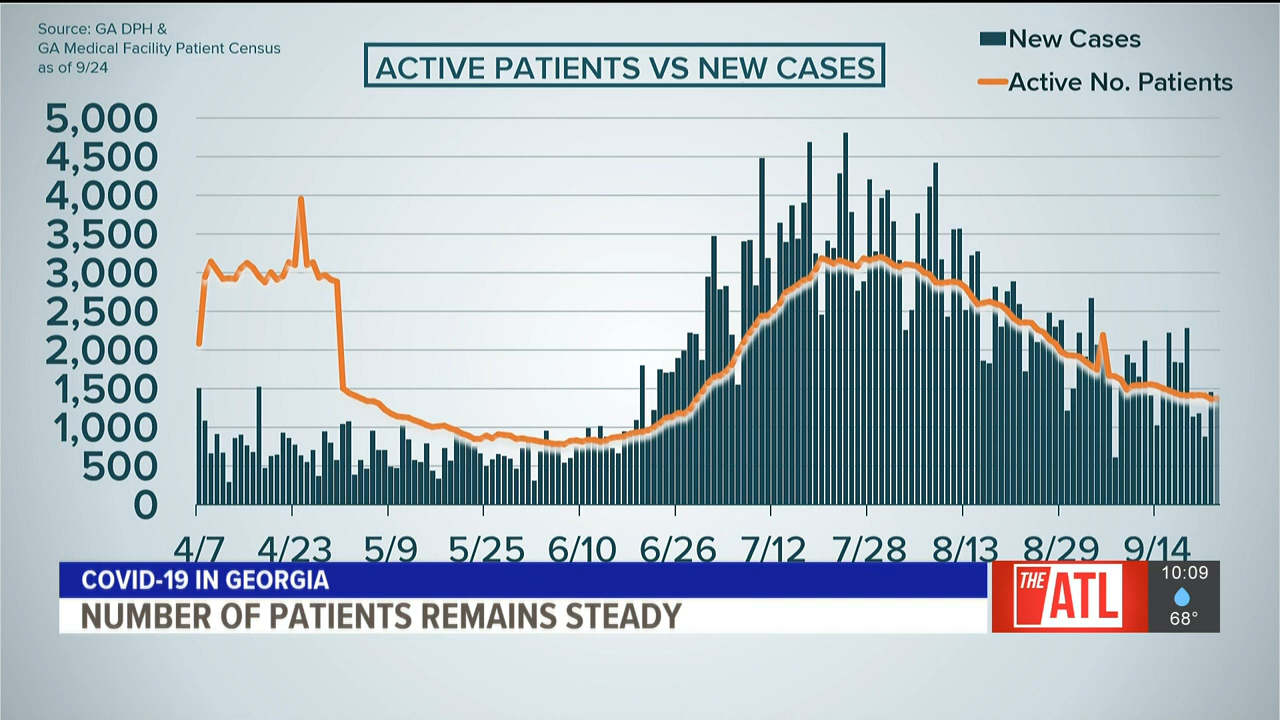 Source: GA DPH &
GA Medical Facility Patient Census
as of 9/24
ACTIVE PATIENTS VS NEW CASES
New Cases
Active No. Patients
5,000
4,500
4,000
3,500
3,000
2,500
2,000
1,500
1,000
500
0
4/7 4/23 5/9 5/25 6/10 6/26 7/12 7/28 8/13 8/29 9/14
COVID-19 IN GEORGIA
NUMBER OF PATIENTS REMAINS STEADY
THE ATL
10:09
68°